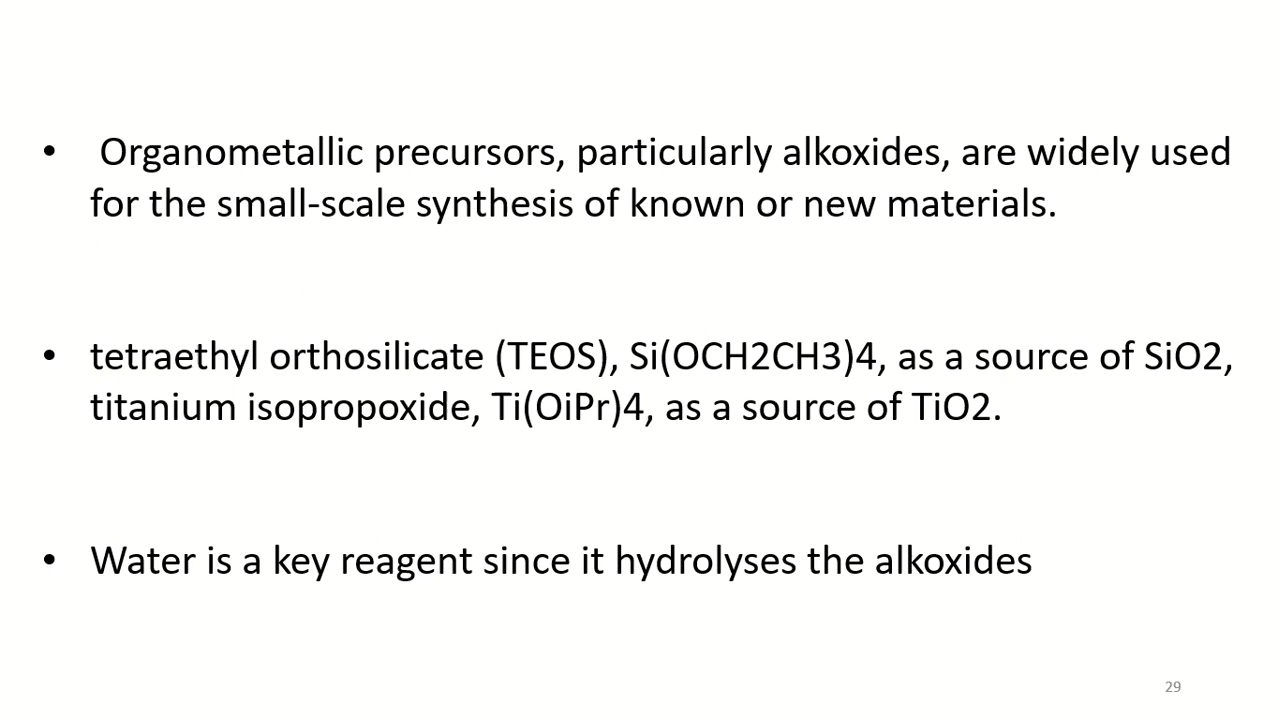 • Organometallic precursors, particularly alkoxides, are widely used
for the small-scale synthesis of known or new materials.
• tetraethyl orthosilicate (TEOS), Si(OCH2CH3)4, as a source of SiO2,
titanium isopropoxide, Ti(OiPr)4, as a source of TiO2.
• Water is a key reagent since it hydrolyses the alkoxides
29